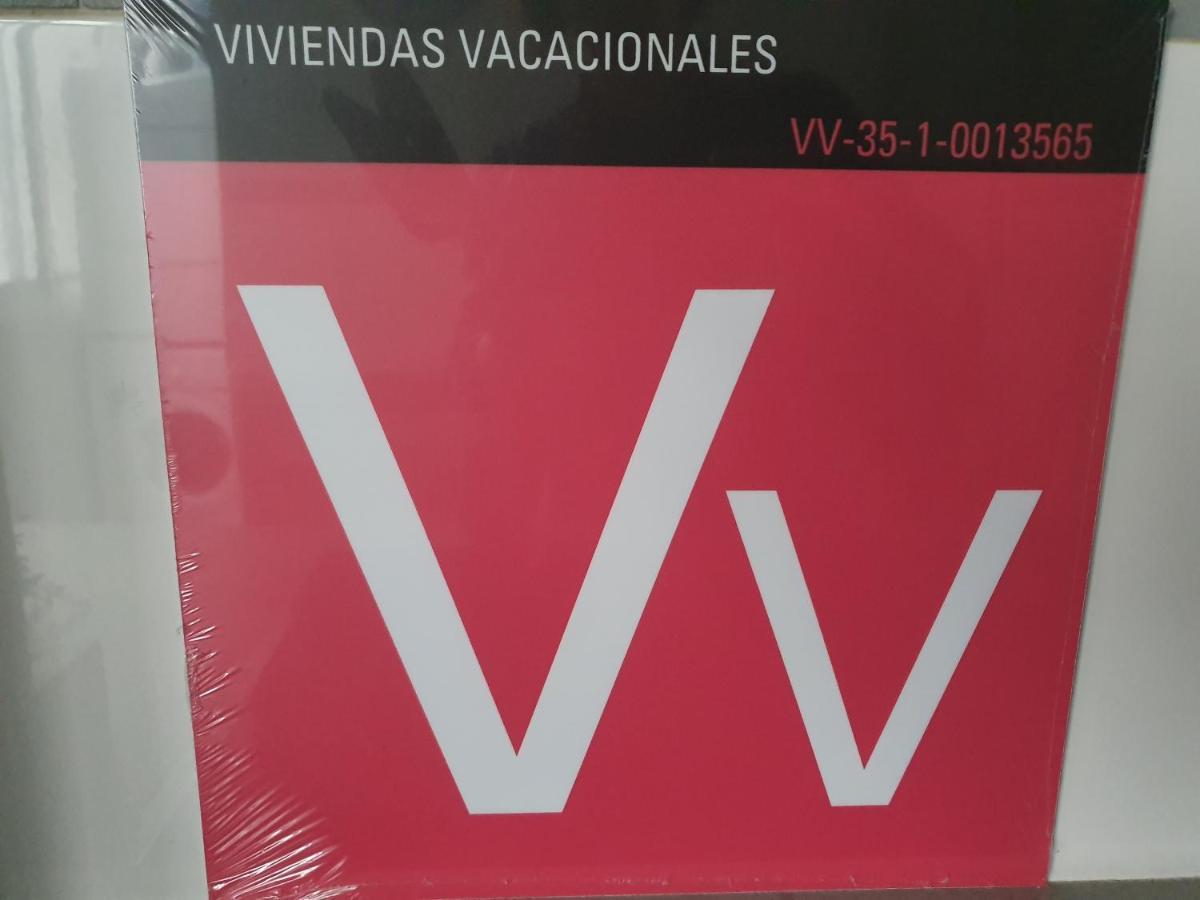 VIVIENDAS VACACIONALES
VV-35-1-0013565
Vv